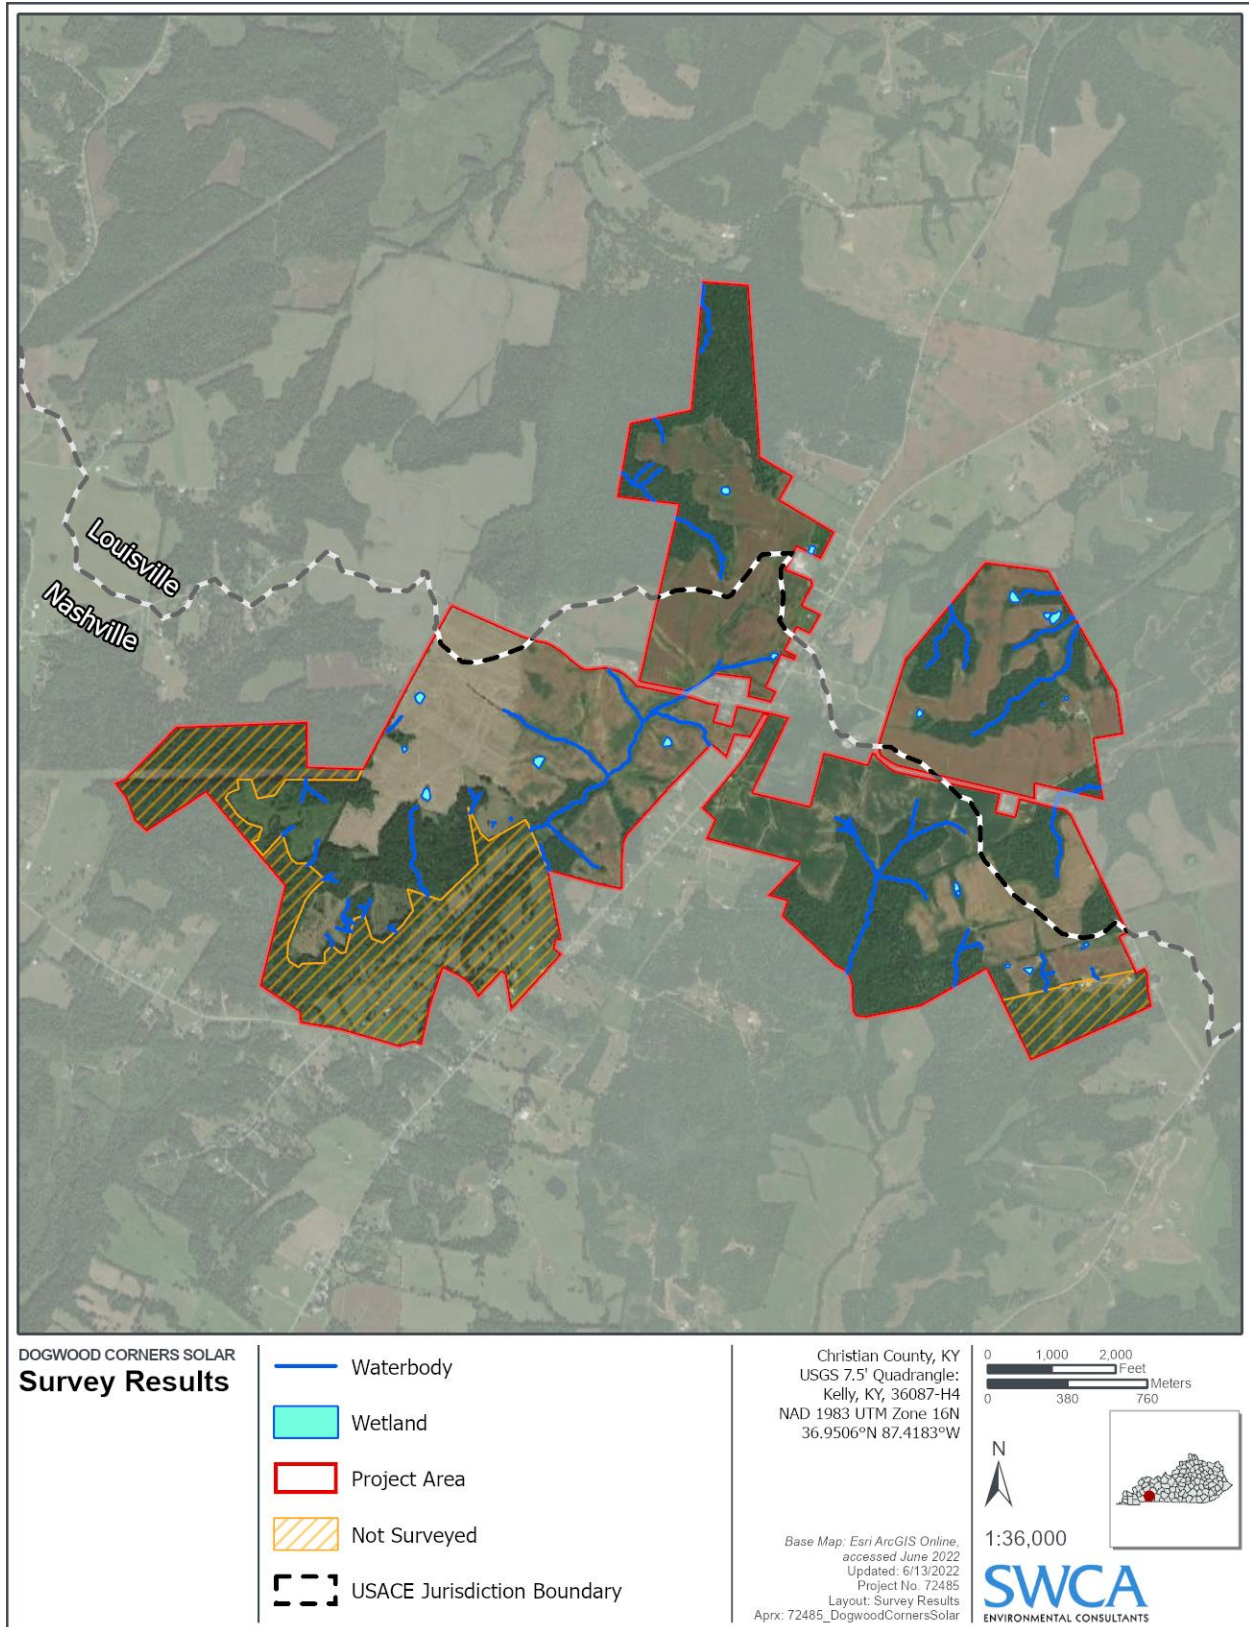 Louisville
Nashville
DOGWOOD CORNERS SOLAR
Survey Results
Waterbody
Wetland
Project Area
Not Surveyed
USACE Jurisdiction Boundary
Christian County, KY
USGS 7.5' Quadrangle:
Kelly, KY, 36087-H4
NAD 1983 UTM Zone 16N
36.9506°N 87.4183°W
Base Map: Esri ArcGIS Online,
accessed June 2022
Updated: 6/13/2022
Project No. 72485
Layout: Survey Results
Aprx: 72485_DogwoodCornersSolar
0 1,000 2,000
Feet
Meters
0 380 760
N
1:36,000
SWCA
ENVIRONMENTAL CONSULTANTS